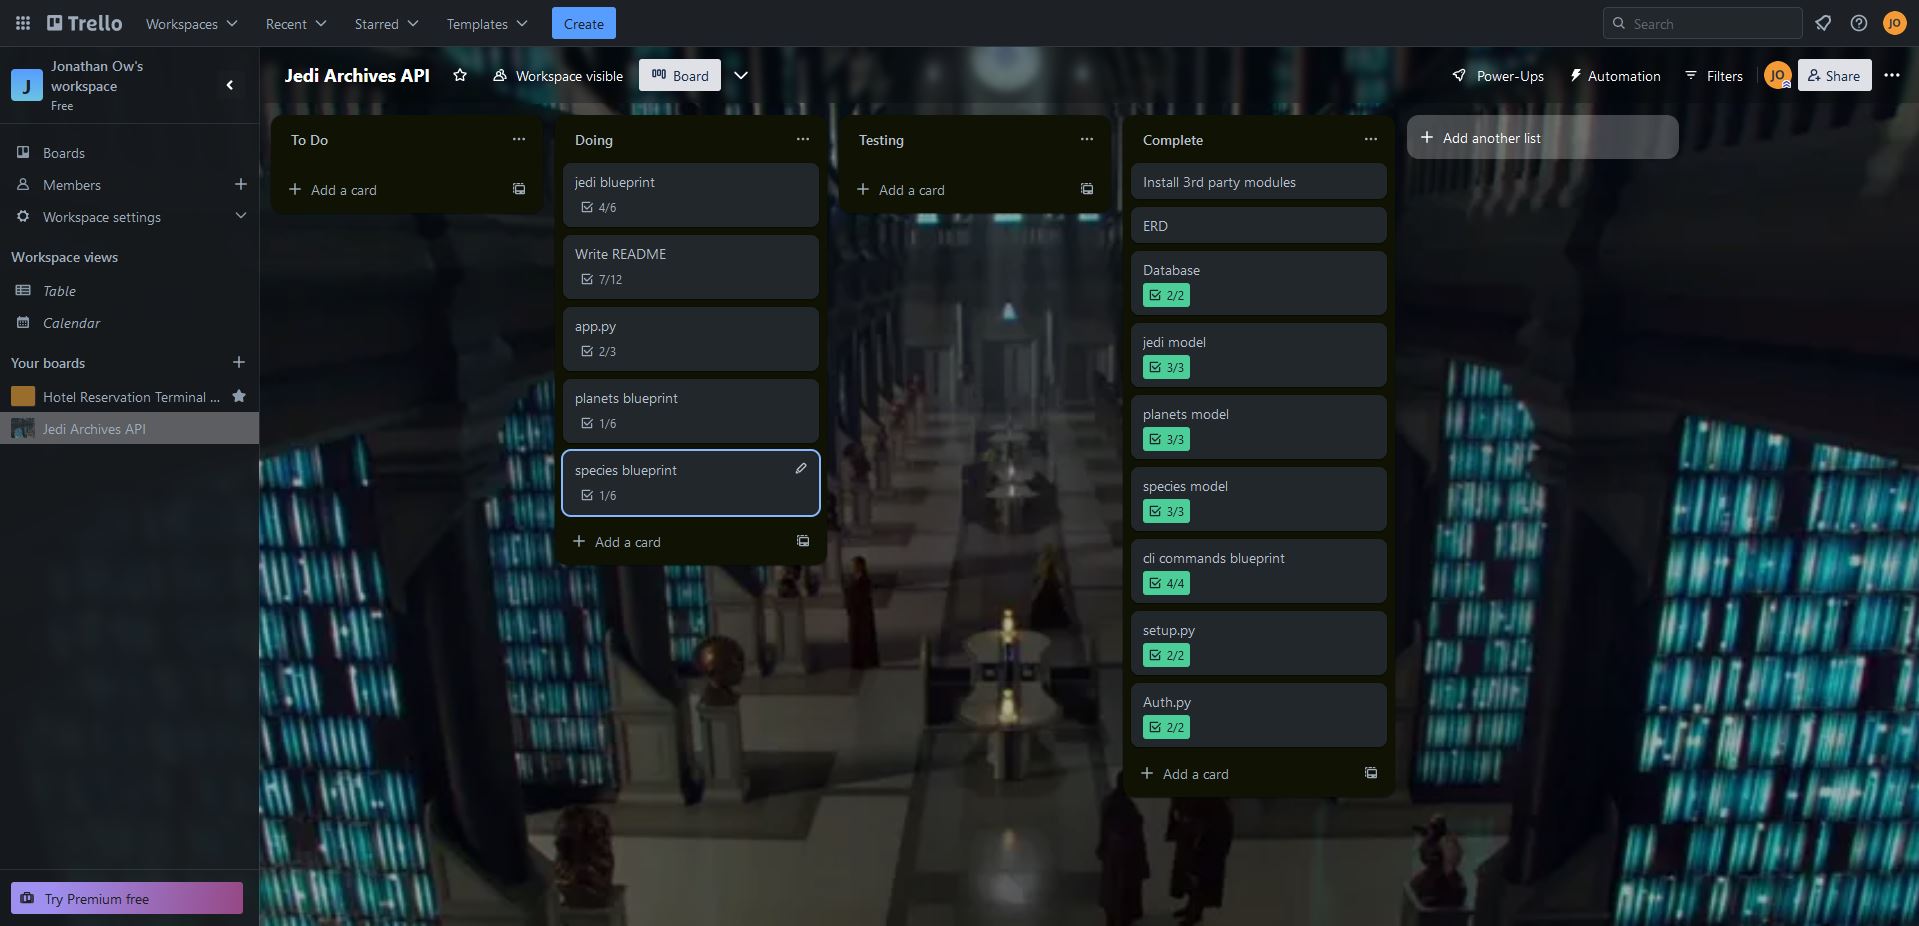 Trello
Workspaces
Recent
Starred
Templates
Create
Search
JO
J
Jonathan Ow's
workspace
Free
Jedi Archives API
Workspace visible
Board
Power-Ups
Automation
Filters
JO
Share
Boards
Members
Workspace settings
Workspace views
Table
Calendar
Your boards
Hotel Reservation Terminal ...
Jedi Archives API
Try Premium free
To Do
Add a card
Doing
jedi blueprint
4/6
Write README
7/12
app.py
2/3
planets blueprint
1/6
species blueprint
1/6
Add a card
Testing
Add a card
Complete
Install 3rd party modules
ERD
Database
2/2
jedi model
3/3
planets model
3/3
species model
3/3
cli commands blueprint
4/4
setup.py
2/2
Auth.py
2/2
Add a card
Add another list